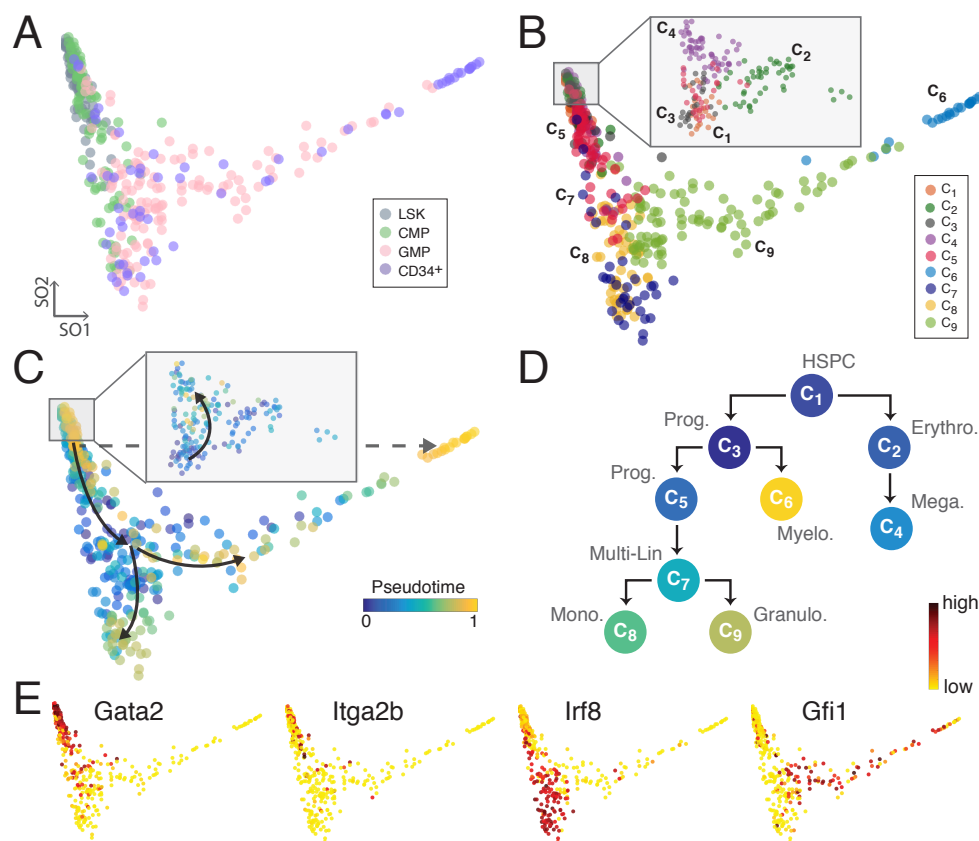 A
SO2
SO1
LSK
CMP
GMP
CD34+
B
C4
C2
C3
C1
C6
C5
C7
C8
C9
C1
C2
C3
C4
C5
C6
C7
C8
C9
C
Pseudotime
0 1
D
HSPC
C1
Prog.
C3
Erythro.
C2
Prog.
C5
C6
Myelo.
Mega.
C4
Multi-Lin
C7
Mono.
C8
C9
Granulo.
high
low
E
Gata2
Itga2b
Irf8
Gfi1